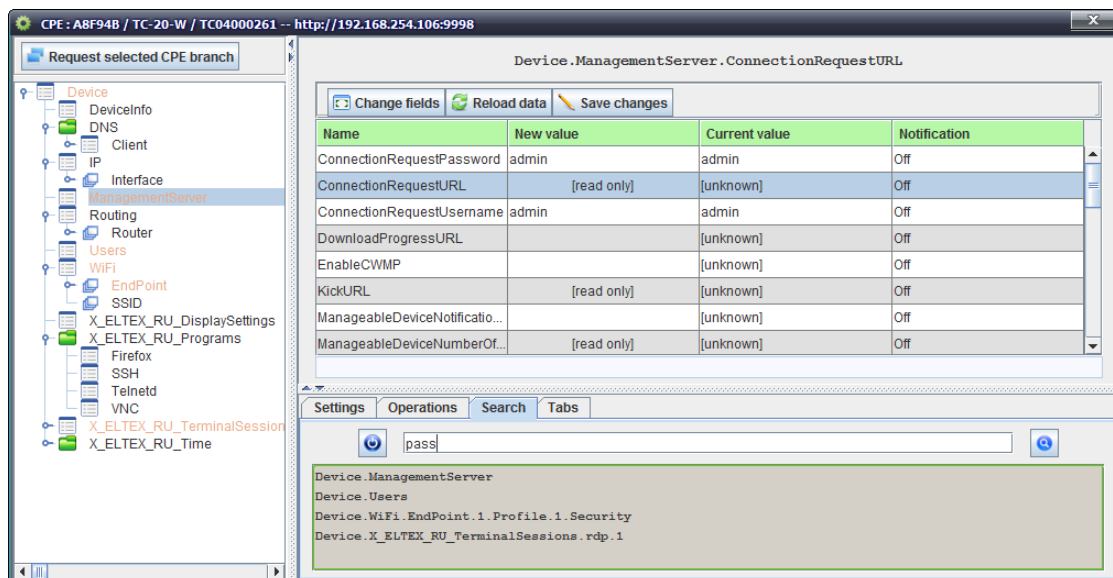 CPE : A8F94B / TC-20-W / TC04000261 -- http://192.168.254.106:9998
x
Request selected CPE branch
Device
DeviceInfo
DNS
Client
IP
Interface
ManagementServer
Routing
Router
Users
WiFi
EndPoint
SSID
X_ELTEX_RU_DisplaySettings
X_ELTEX_RU_Programs
Firefox
SSH
Telnetd
VNC
X_ELTEX_RU_TerminalSession
X_ELTEX_RU_Time
Device.ManagementServer.ConnectionRequestURL
Change fields Reload data Save changes
Name New value Current value Notification
ConnectionRequestPassword admin admin Off
ConnectionRequestURL [read only] [unknown] Off
ConnectionRequestUsername admin admin Off
DownloadProgressURL [unknown] Off
EnableCWMP [unknown] Off
KickURL [read only] [unknown] Off
ManageableDeviceNotificatio... [unknown] Off
ManageableDeviceNumberOf... [read only] [unknown] Off
Settings Operations Search Tabs
pass
Device.ManagementServer
Device.Users
Device.WiFi.EndPoint.1.Profile.1.Security
Device.X_ELTEX_RU_TerminalSessions.rdp.1